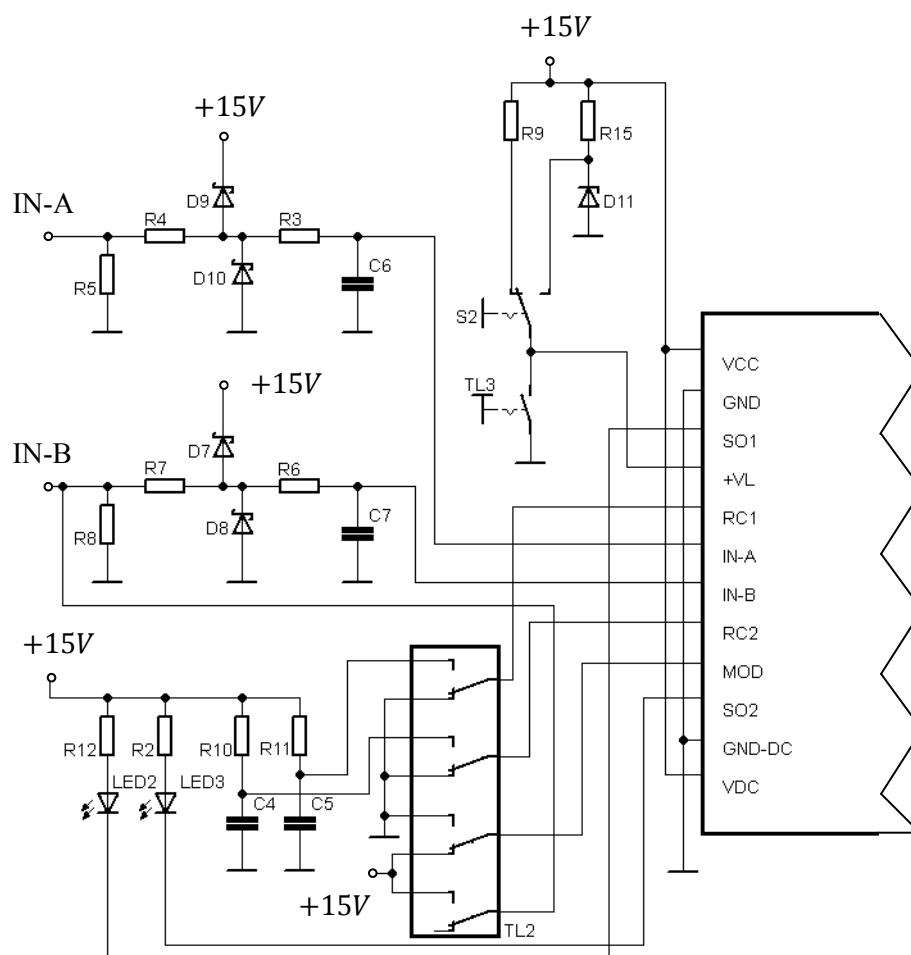 +15V
+15V
R9
R15
D9
D11
IN-A
R4
R3
R5
D10
C6
S2
TL3
+15V
IN-B
D7
R7
R6
R8
D8
C7
VCC
GND
SO1
+VL
RC1
IN-A
IN-B
RC2
MOD
SO2
GND-DC
VDC
+15V
R12
R2
R10
R11
LED2
LED3
C4
C5
+15V
TL2